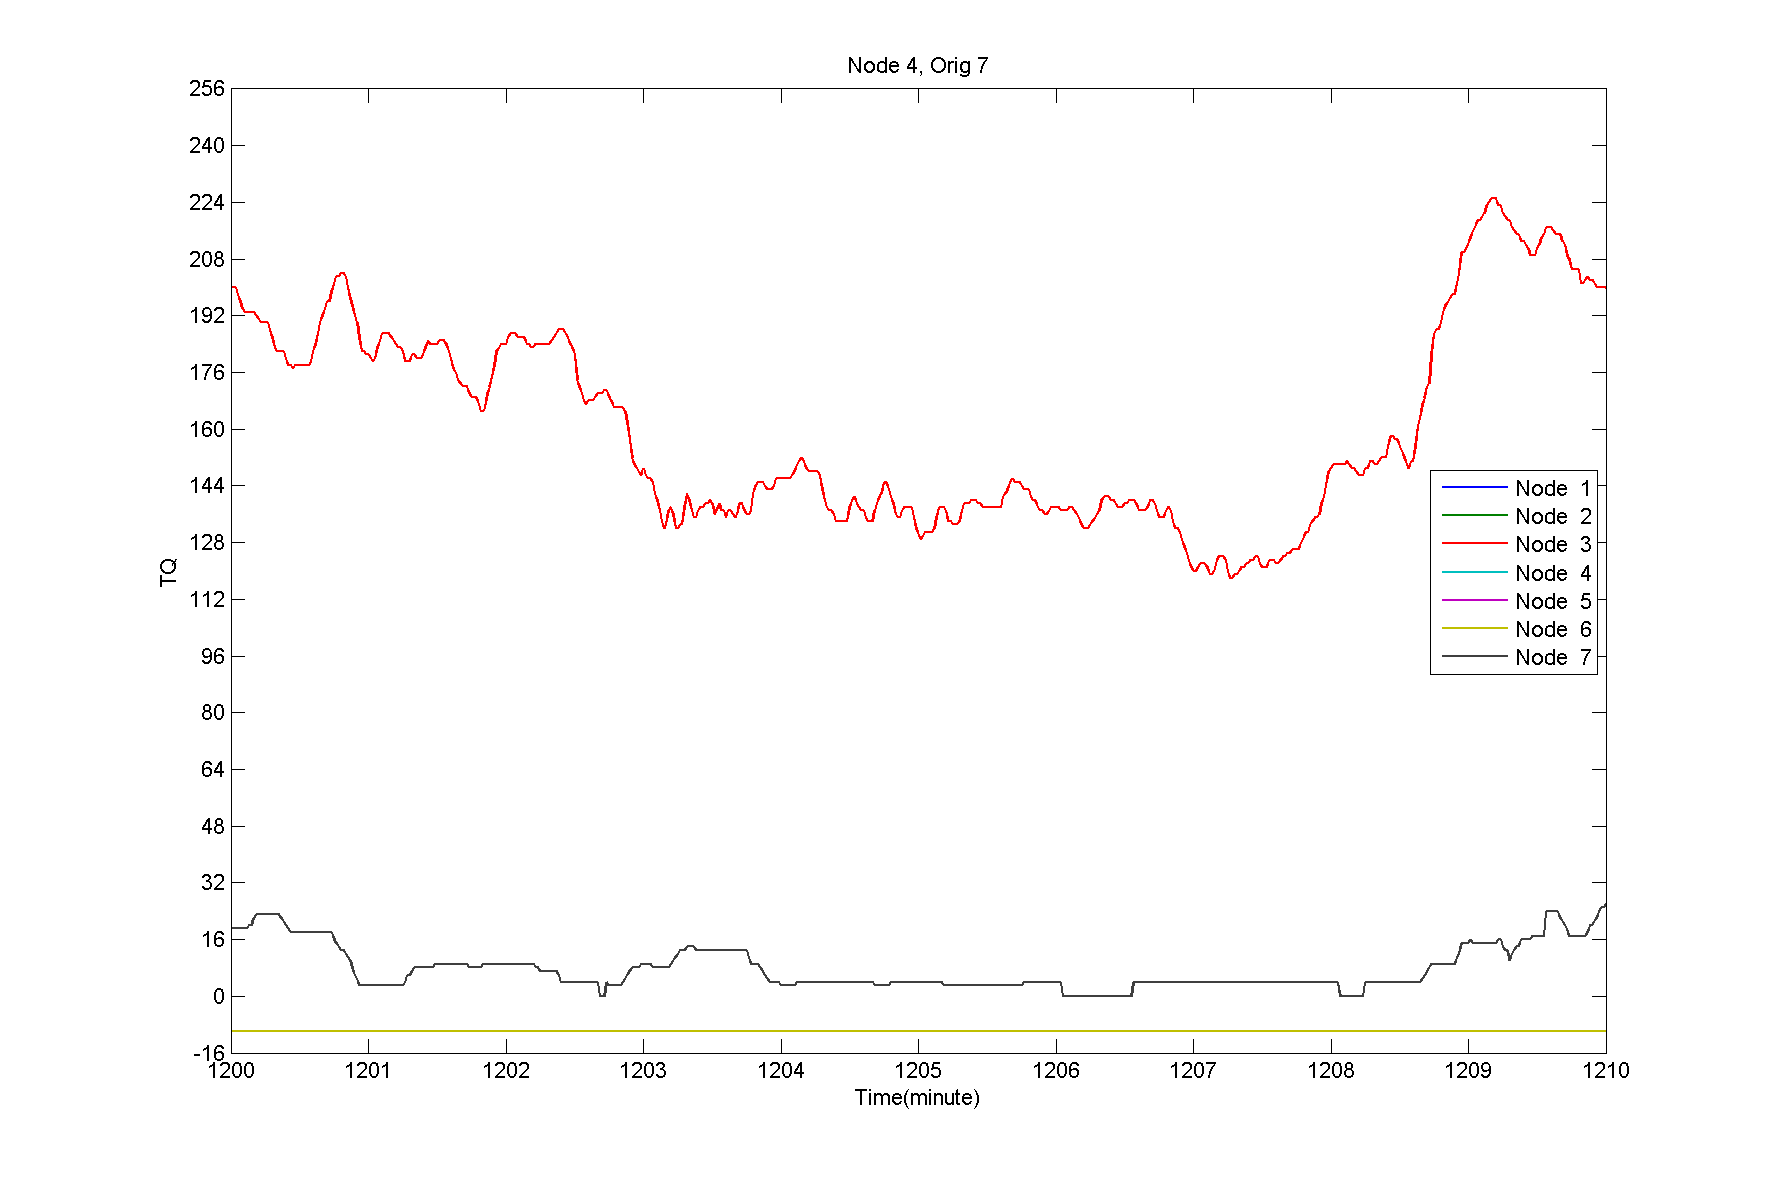 Node 4, Orig 7
256
240
224
208
192
176
160
144
128
112
96
80
64
48
32
16
0
-16
TQ
Node 1
Node 2
Node 3
Node 4
Node 5
Node 6
Node 7
1200 1201 1202 1203 1204 1205 1206 1207 1208 1209 1210
Time(minute)